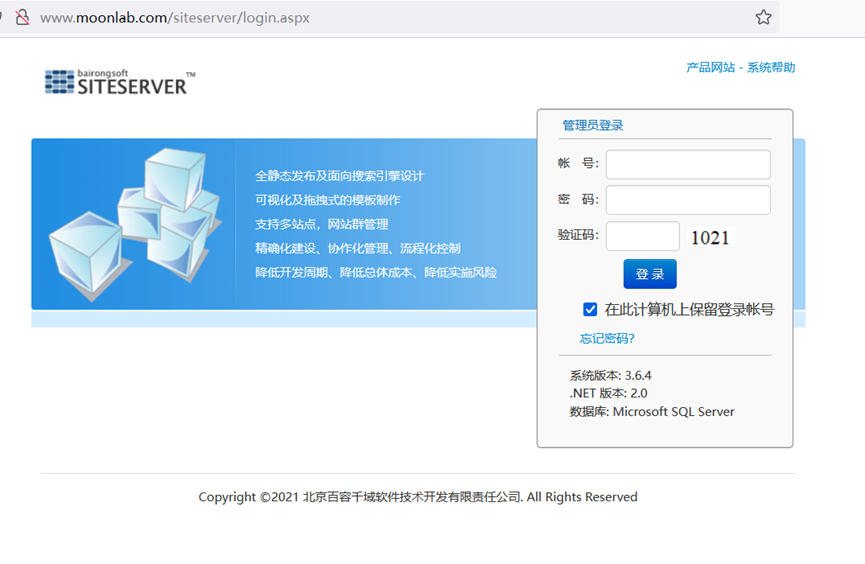 www.moonlab.com/siteserver/login.aspx
bairongsoft
SITESERVER™
产品网站 - 系统帮助
全静态发布及面向搜索引擎设计
可视化及拖拽式的模板制作
支持多站点，网站群管理
精确化建设、协作化管理、流程化控制
降低开发周期、降低总体成本、降低实施风险
管理员登录
帐 号:
密 码:
验证码: 1021
登 录
在此计算机上保留登录帐号
忘记密码?
系统版本: 3.6.4
.NET 版本: 2.0
数据库: Microsoft SQL Server
Copyright ©2021 北京百容千域软件技术开发有限责任公司. All Rights Reserved